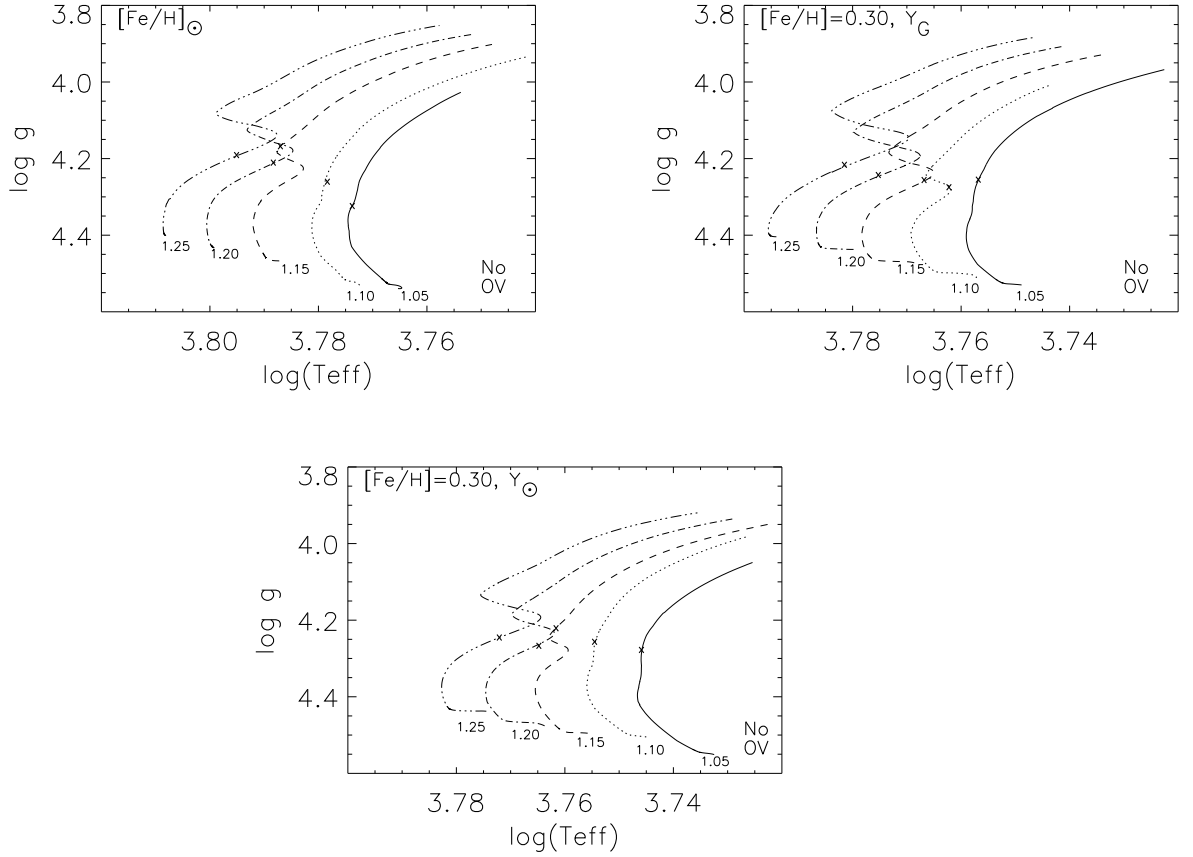 [Fe/H]⊙
3.8
4.0
4.2
4.4
log g
1.25
1.20
1.15
1.10
1.05
No
OV
3.80
3.78
3.76
log(Teff)
[Fe/H]=0.30, Y_G
3.8
4.0
4.2
4.4
log g
1.25
1.20
1.15
1.10
1.05
No
OV
3.78
3.76
3.74
log(Teff)
[Fe/H]=0.30, Y⊙
3.8
4.0
4.2
4.4
log g
1.25
1.20
1.15
1.10
1.05
No
OV
3.78
3.76
3.74
log(Teff)